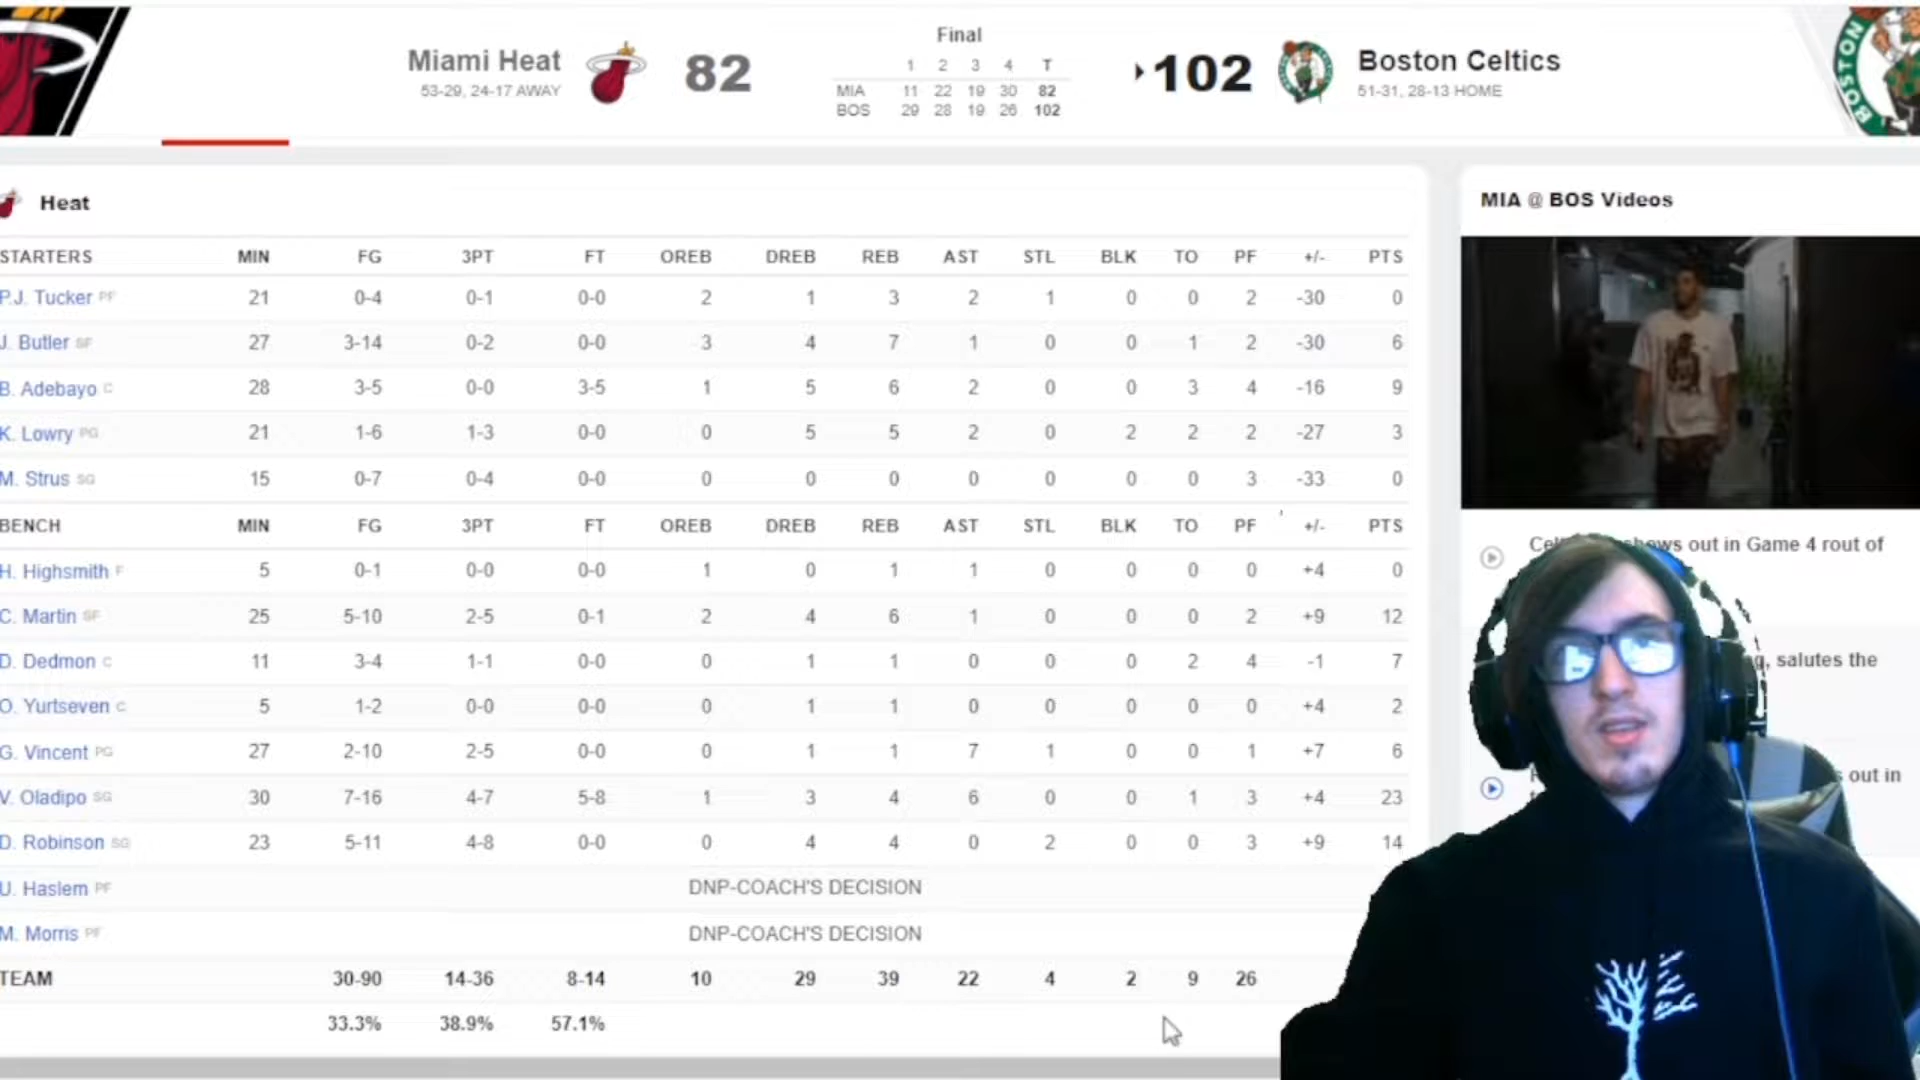 Final
Miami Heat 82 102 Boston Celtics
53-29, 24-17 AWAY 51-31, 28-13 HOME
1 2 3 4 T
MIA 11 22 19 30 82
BOS 29 28 19 26 102
BOSTON
Heat
STARTERS MIN FG 3PT FT OREB DREB REB AST STL BLK TO PF +/- PTS
P.J. Tucker PF 21 0-4 0-1 0-0 2 1 3 2 1 0 0 2 -30 0
J. Butler SF 27 3-14 0-2 0-0 3 4 7 1 0 0 1 2 -30 6
B. Adebayo C 28 3-5 0-0 3-5 1 5 6 2 0 0 3 4 -16 9
K. Lowry PG 21 1-6 1-3 0-0 0 5 5 2 0 2 2 2 -27 3
M. Strus SG 15 0-7 0-4 0-0 0 0 0 0 0 0 0 3 -33 0
BENCH MIN FG 3PT FT OREB DREB REB AST STL BLK TO PF +/- PTS
H. Highsmith F 5 0-1 0-0 0-0 1 0 1 1 0 0 0 0 +4 0
C. Martin SF 25 5-10 2-5 0-1 2 4 6 1 0 0 0 2 +9 12
D. Dedmon C 11 3-4 1-1 0-0 0 1 1 0 0 0 2 4 -1 7
O. Yurtseven C 5 1-2 0-0 0-0 0 1 1 0 0 0 0 0 +4 2
G. Vincent PG 27 2-10 2-5 0-0 0 1 1 7 1 0 0 1 +7 6
V. Oladipo SG 30 7-16 4-7 5-8 1 3 4 6 0 0 1 3 +4 23
D. Robinson SG 23 5-11 4-8 0-0 0 4 4 0 2 0 0 3 +9 14
U. Haslem PF DNP-COACH'S DECISION
M. Morris PF DNP-COACH'S DECISION
TEAM 30-90 14-36 8-14 10 29 39 22 4 2 9 26
33.3% 38.9% 57.1%
MIA @ BOS Videos
out in Game 4 rout of
salutes the
out in